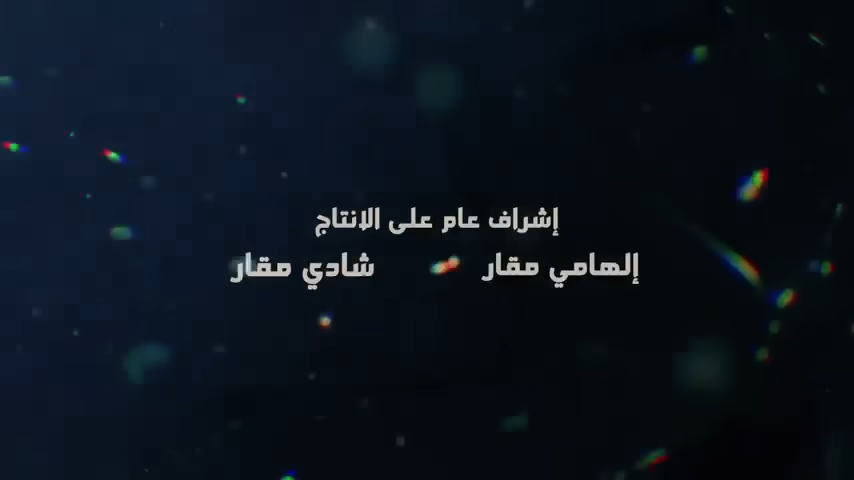 إشراف عام على الانتاج
إلهامي مقار شادي مقار